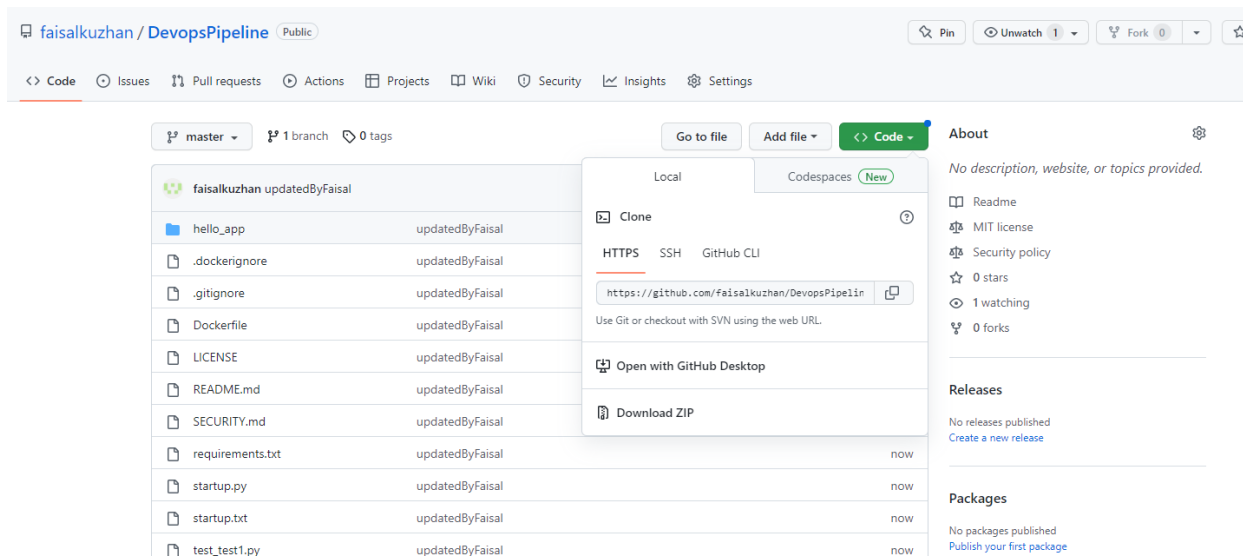 faisalkuzhan / DevopsPipeline Public
Pin Unwatch 1 Fork 0
Code Issues Pull requests Actions Projects Wiki Security Insights Settings
master 1 branch 0 tags Go to file Add file Code
faisalkuzhan updatedByFaisal
hello_app updatedByFaisal
.dockerignore updatedByFaisal
.gitignore updatedByFaisal
Dockerfile updatedByFaisal
LICENSE updatedByFaisal
README.md updatedByFaisal
SECURITY.md updatedByFaisal
requirements.txt updatedByFaisal now
startup.py updatedByFaisal now
startup.txt updatedByFaisal now
test_test1.py updatedByFaisal now
Local Codespaces New
Clone
HTTPS SSH GitHub CLI
https://github.com/faisalkuzhan/DevopsPipelin
Use Git or checkout with SVN using the web URL.
Open with GitHub Desktop
Download ZIP
About
No description, website, or topics provided.
Readme
MIT license
Security policy
0 stars
1 watching
0 forks
Releases
No releases published
Create a new release
Packages
No packages published
Publish your first package